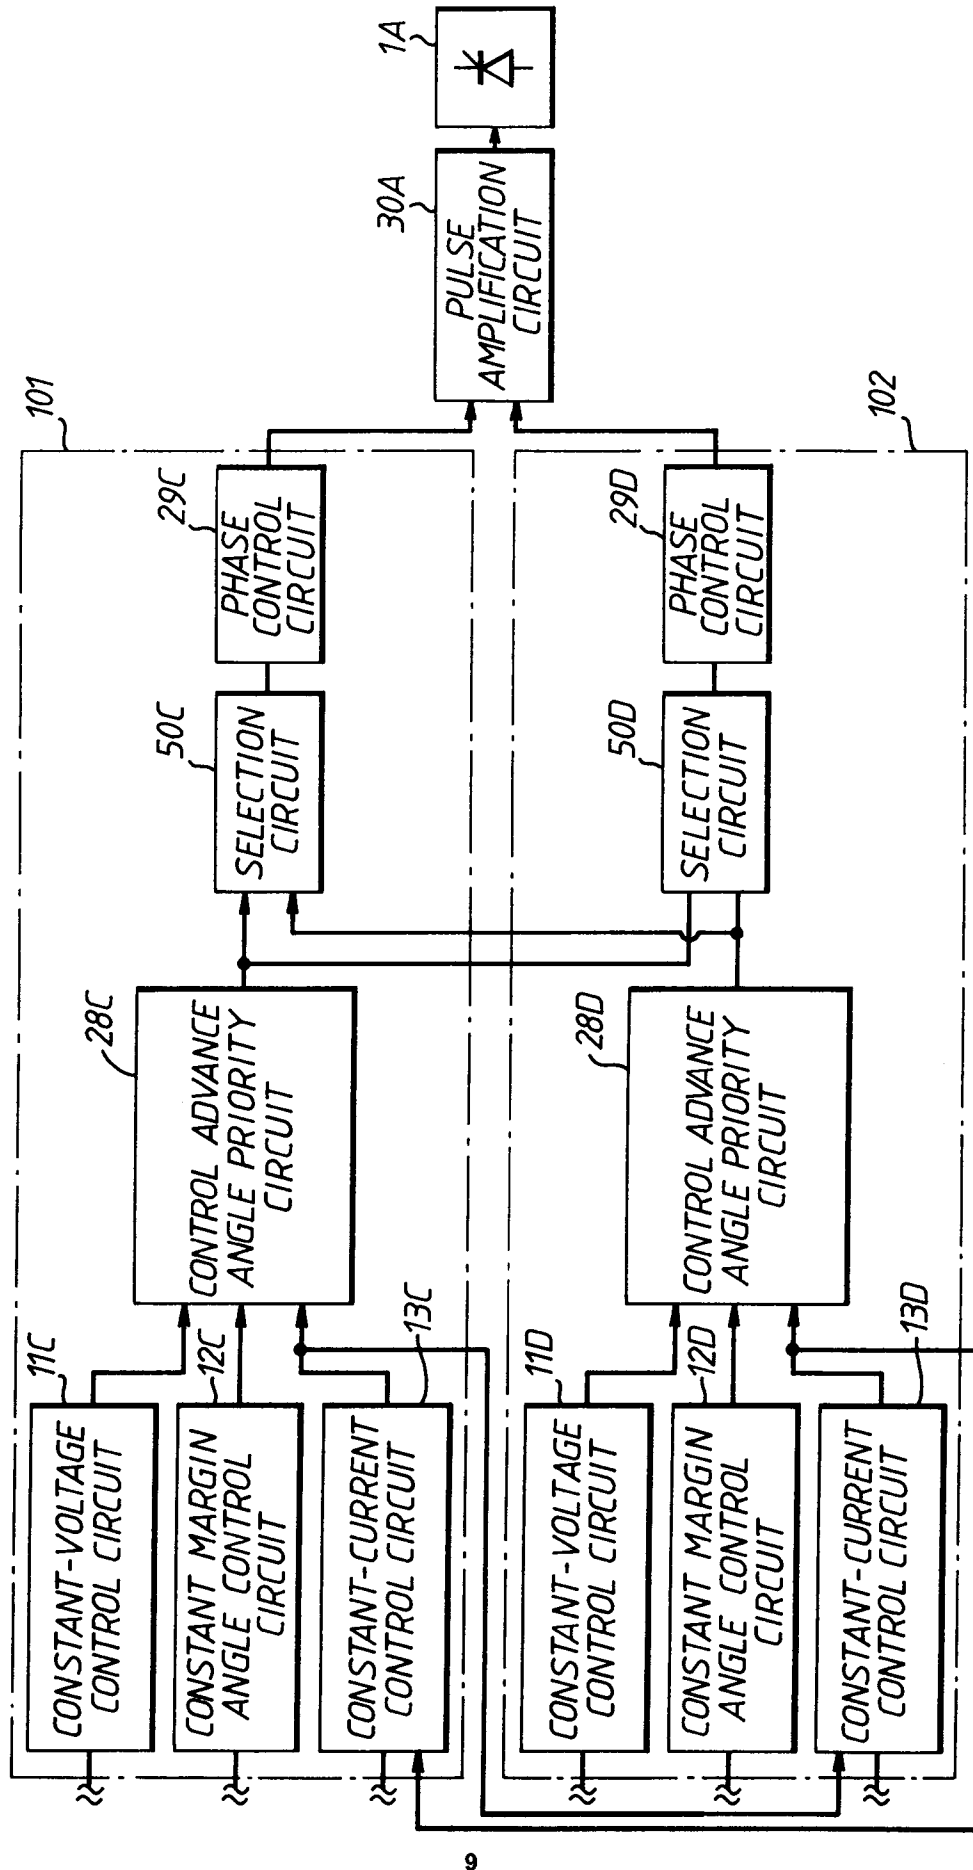 101
11C
CONSTANT-VOLTAGE
CONTROL CIRCUIT
12C
CONSTANT MARGIN
ANGLE CONTROL
CIRCUIT
13C
CONSTANT-CURRENT
CONTROL CIRCUIT
28C
CONTROL ADVANCE
ANGLE PRIORITY
CIRCUIT
50C
SELECTION
CIRCUIT
29C
PHASE
CONTROL
CIRCUIT
30A
PULSE
AMPLIFICATION
CIRCUIT
1A
102
11D
CONSTANT-VOLTAGE
CONTROL CIRCUIT
12D
CONSTANT MARGIN
ANGLE CONTROL
CIRCUIT
13D
CONSTANT-CURRENT
CONTROL CIRCUIT
28D
CONTROL ADVANCE
ANGLE PRIORITY
CIRCUIT
50D
SELECTION
CIRCUIT
29D
PHASE
CONTROL
CIRCUIT
9